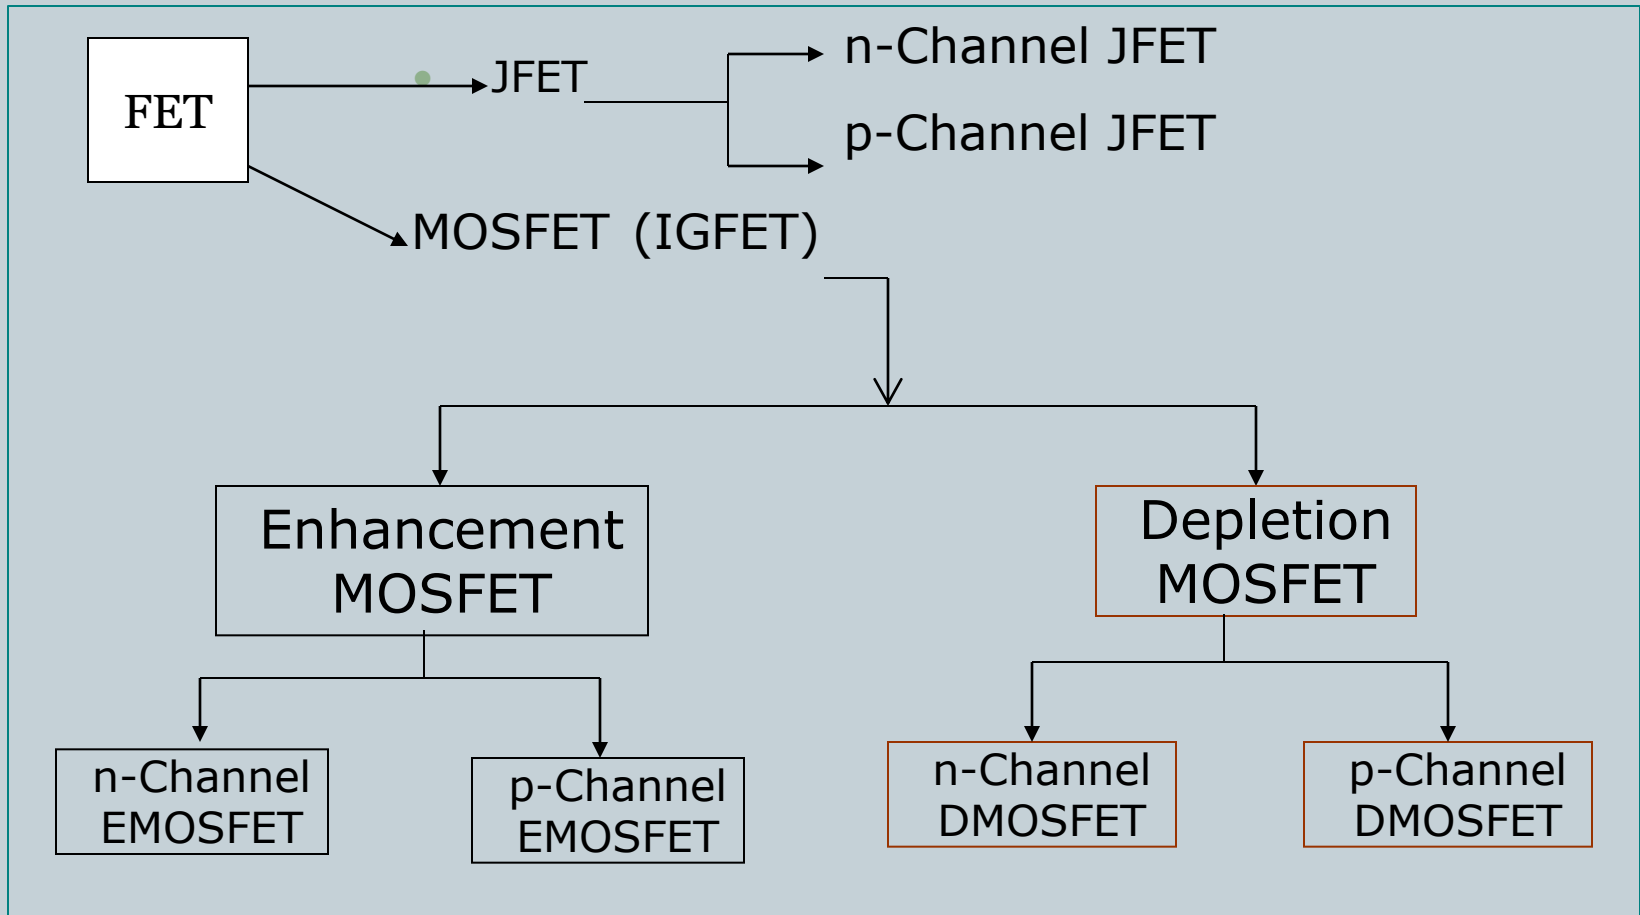 FET
JFET
n-Channel JFET
p-Channel JFET
MOSFET (IGFET)
Enhancement
MOSFET
Depletion
MOSFET
n-Channel
EMOSFET
p-Channel
EMOSFET
n-Channel
DMOSFET
p-Channel
DMOSFET